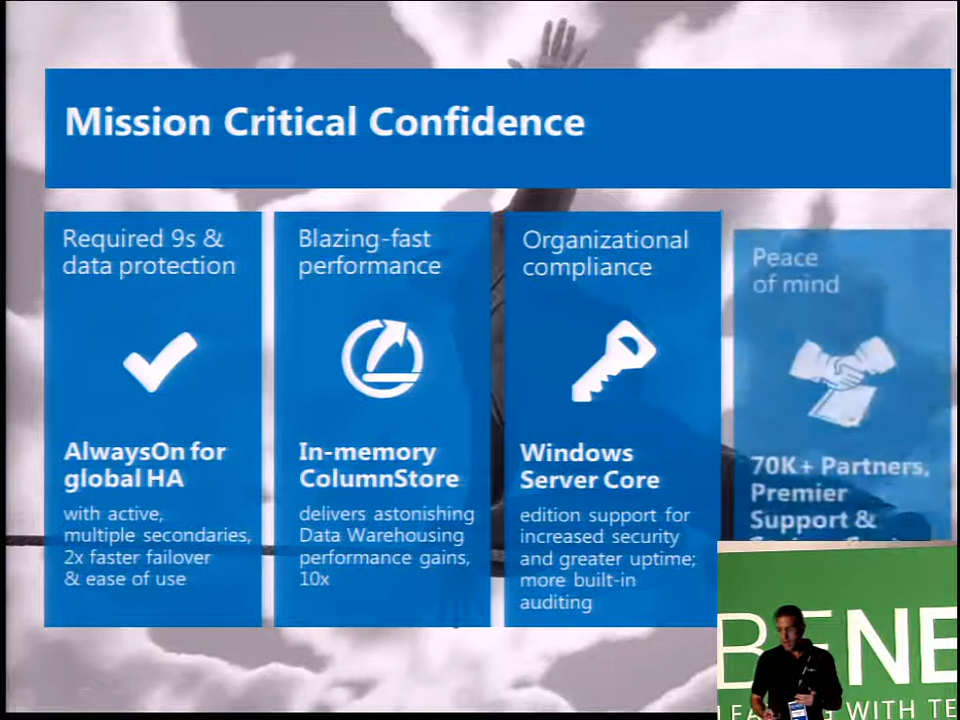 Mission Critical Confidence
Required 9s &
data protection
AlwaysOn for
global HA
with active,
multiple secondaries,
2x faster failover
& ease of use
Blazing-fast
performance
In-memory
ColumnStore
delivers astonishing
Data Warehousing
performance gains,
10x
Organizational
compliance
Windows
Server Core
edition support for
increased security
and greater uptime;
more built-in
auditing
Peace
of mind
70K+ Partners,
Premier
Support &
BENE
WITH TE